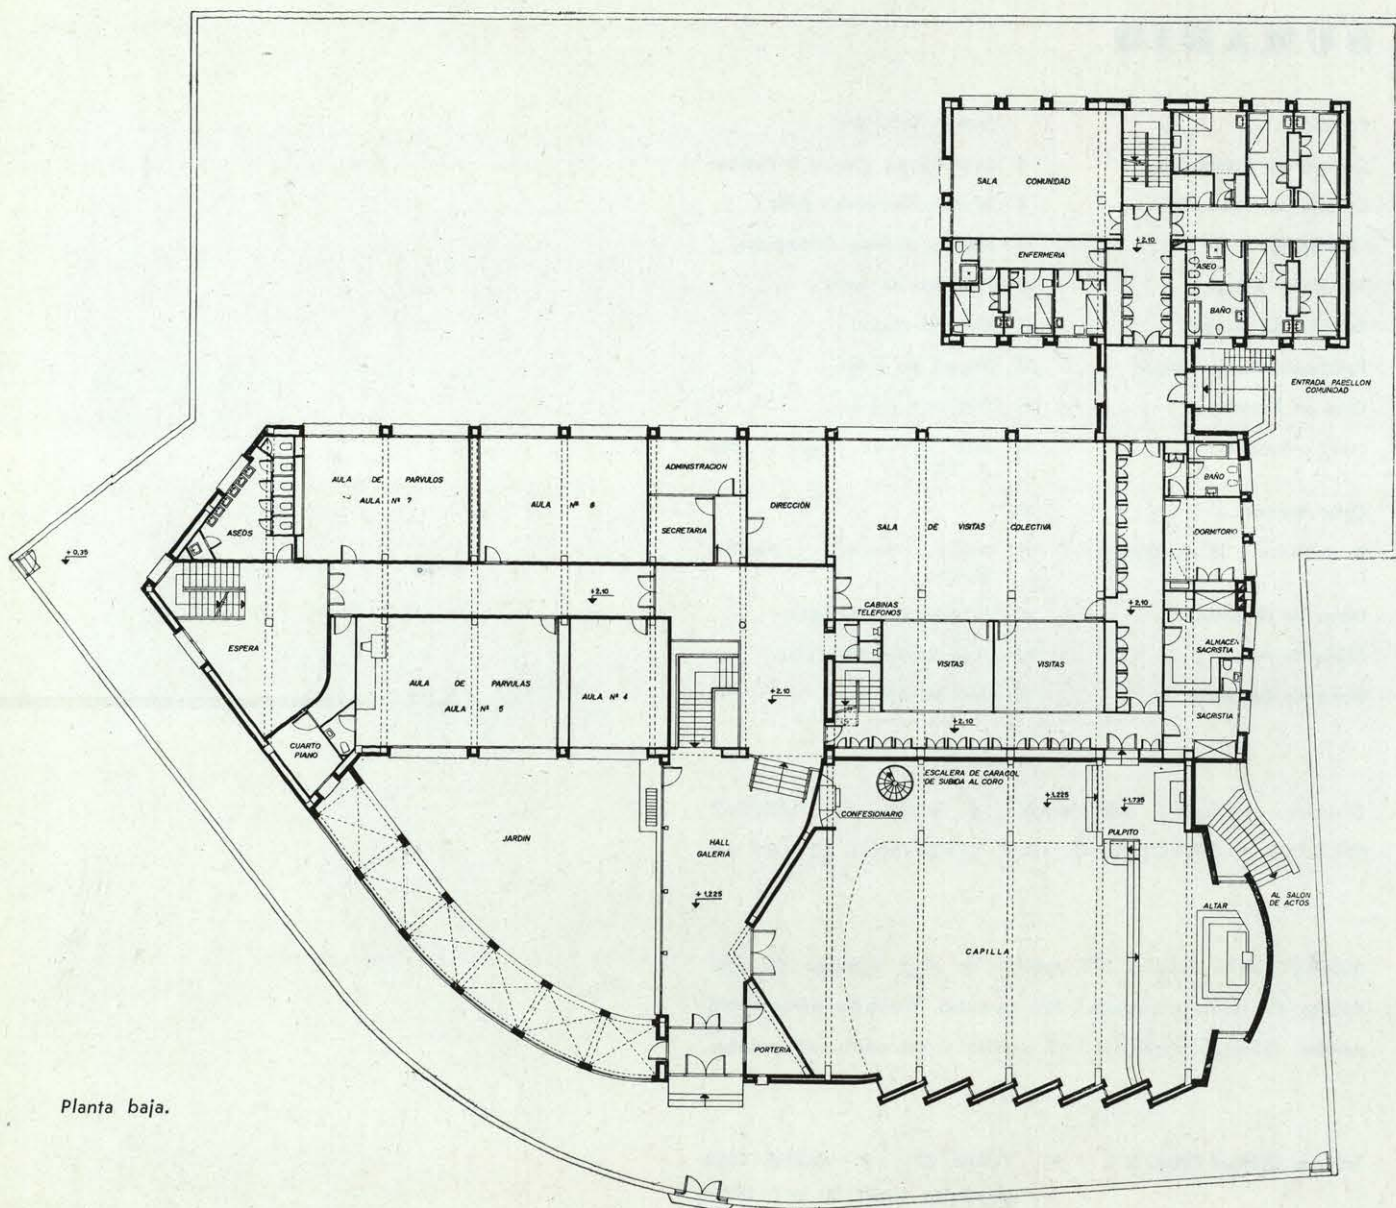 SALA COMUNIDAD
+2,10
ENFERMERIA
ASEO
BAÑO
ENTRADA PABELLON
COMUNIDAD
AULA DE PARVULOS
AULA Nº 7
AULA Nº 6
ADMINISTRACION
SECRETARIA
DIRECCIÓN
SALA DE VISITAS COLECTIVA
BAÑO
DORMITORIO
ASEOS
+0,35
+2,10
CABINAS
TELEFONOS
+2,10
ESPERA
VISITAS
VISITAS
ALMACEN
SACRISTIA
AULA DE PARVULAS
AULA Nº 5
AULA Nº 4
+2,10
+2,10
SACRISTIA
CUARTO
PIANO
ESCALERA DE CARACOL
DE SUBIDA AL CORO
CONFESIONARIO
+1,225
+1,735
PULPITO
JARDIN
HALL
GALERIA
+1,225
AL SALON
DE ACTOS
ALTAR
CAPILLA
PORTERIA
Planta baja.